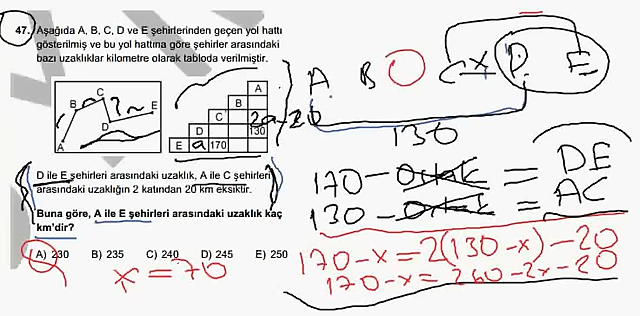 47. Aşağıda A, B, C, D ve E şehirlerinden geçen yol hattı
gösterilmiş ve bu yol hattına göre şehirler arasındaki
bazı uzaklıklar kilometre olarak tabloda verilmiştir.
A B C D E
A
B
C 2a-20
D 130
E a 170
D ile E şehirleri arasındaki uzaklık, A ile C şehirleri
arasındaki uzaklığın 2 katından 20 km eksiktir.
Buna göre, A ile E şehirleri arasındaki uzaklık kaç
km'dir?
A) 230 B) 235 C) 240 D) 245 E) 250
x = 70
A B C x D E
130
170 - Ortak = DE
130 - Ortak = AC
170-x = 2(130-x) - 20
170-x = 260-2x-20